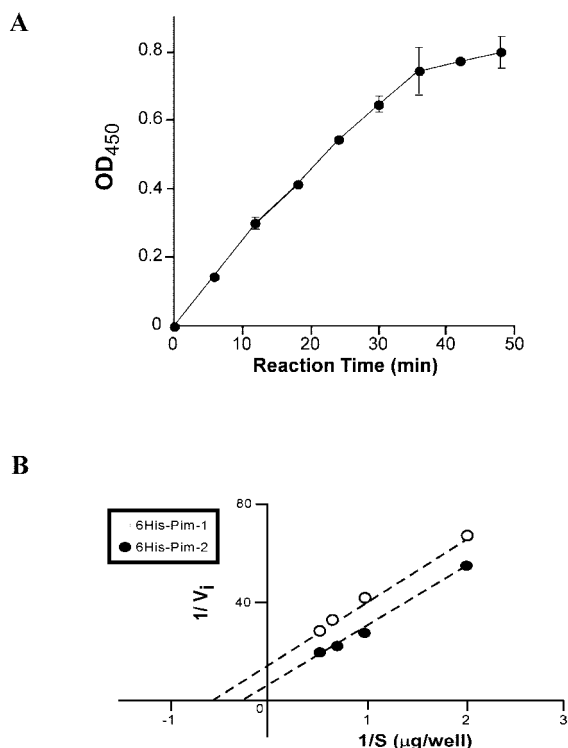 A
0.8
0.6
0.4
0.2
0
OD450
0 10 20 30 40 50
Reaction Time (min)
B
6His-Pim-1
6His-Pim-2
80
40
0
1/ Vi
-1 1 2 3
1/S (µg/well)